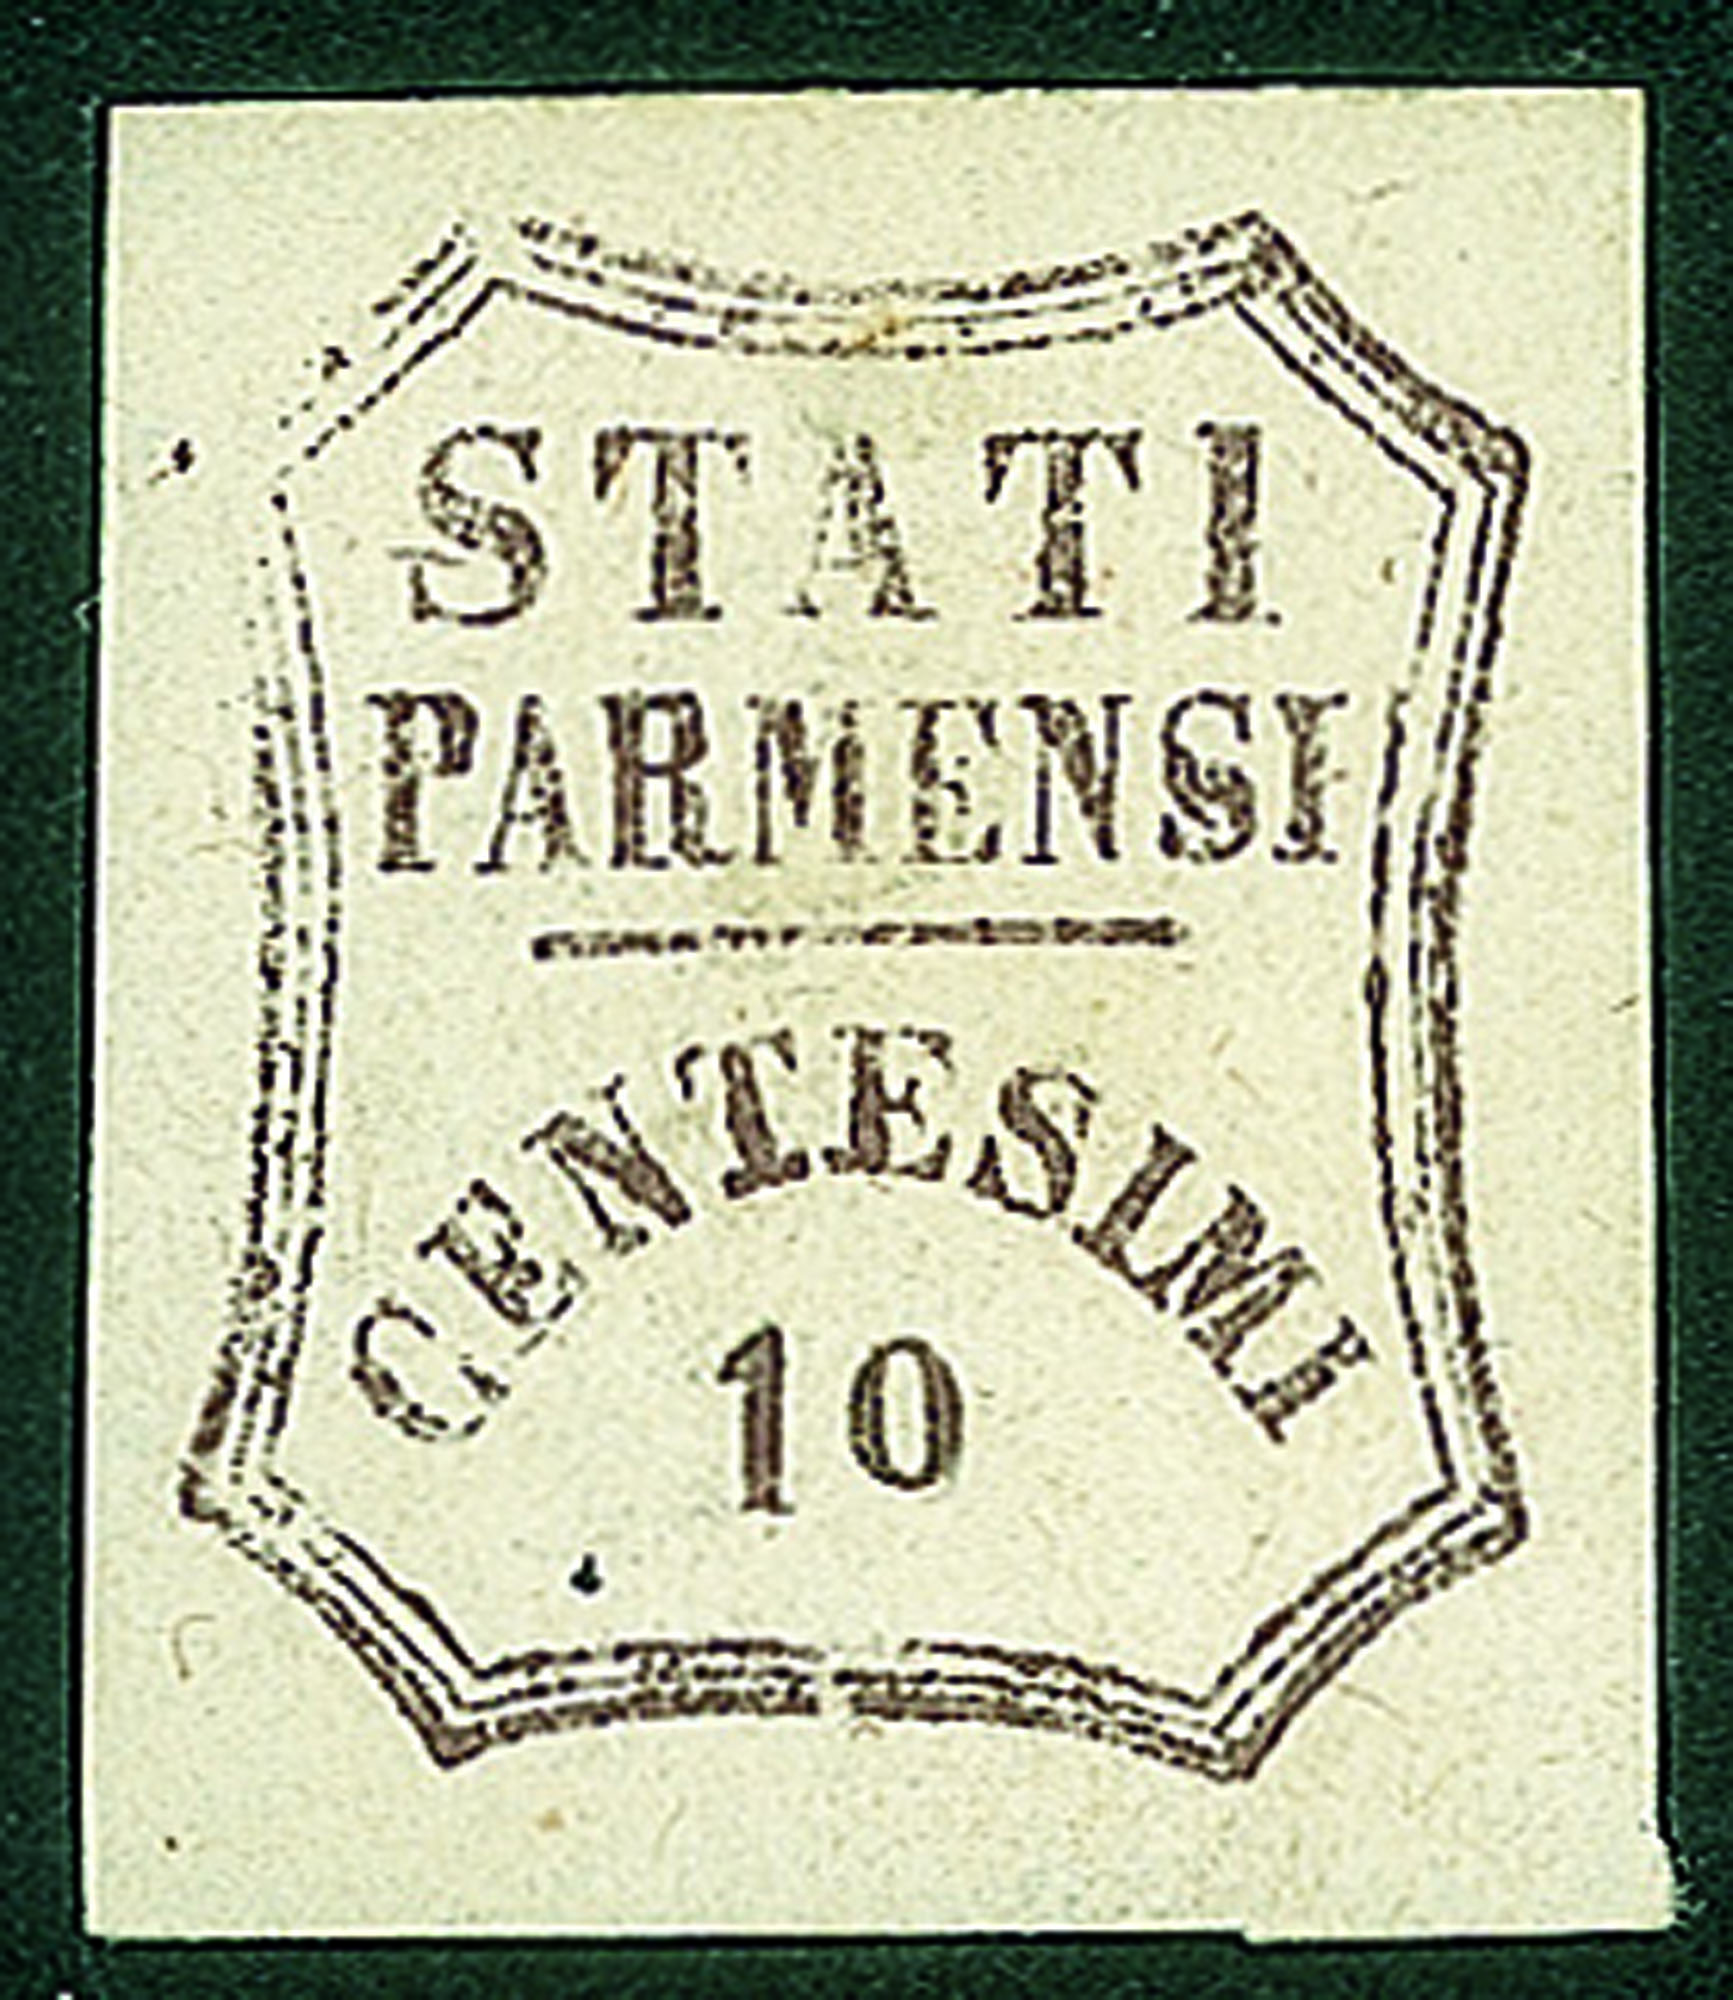 STATI
PARMENSI
CENTESIMI
10